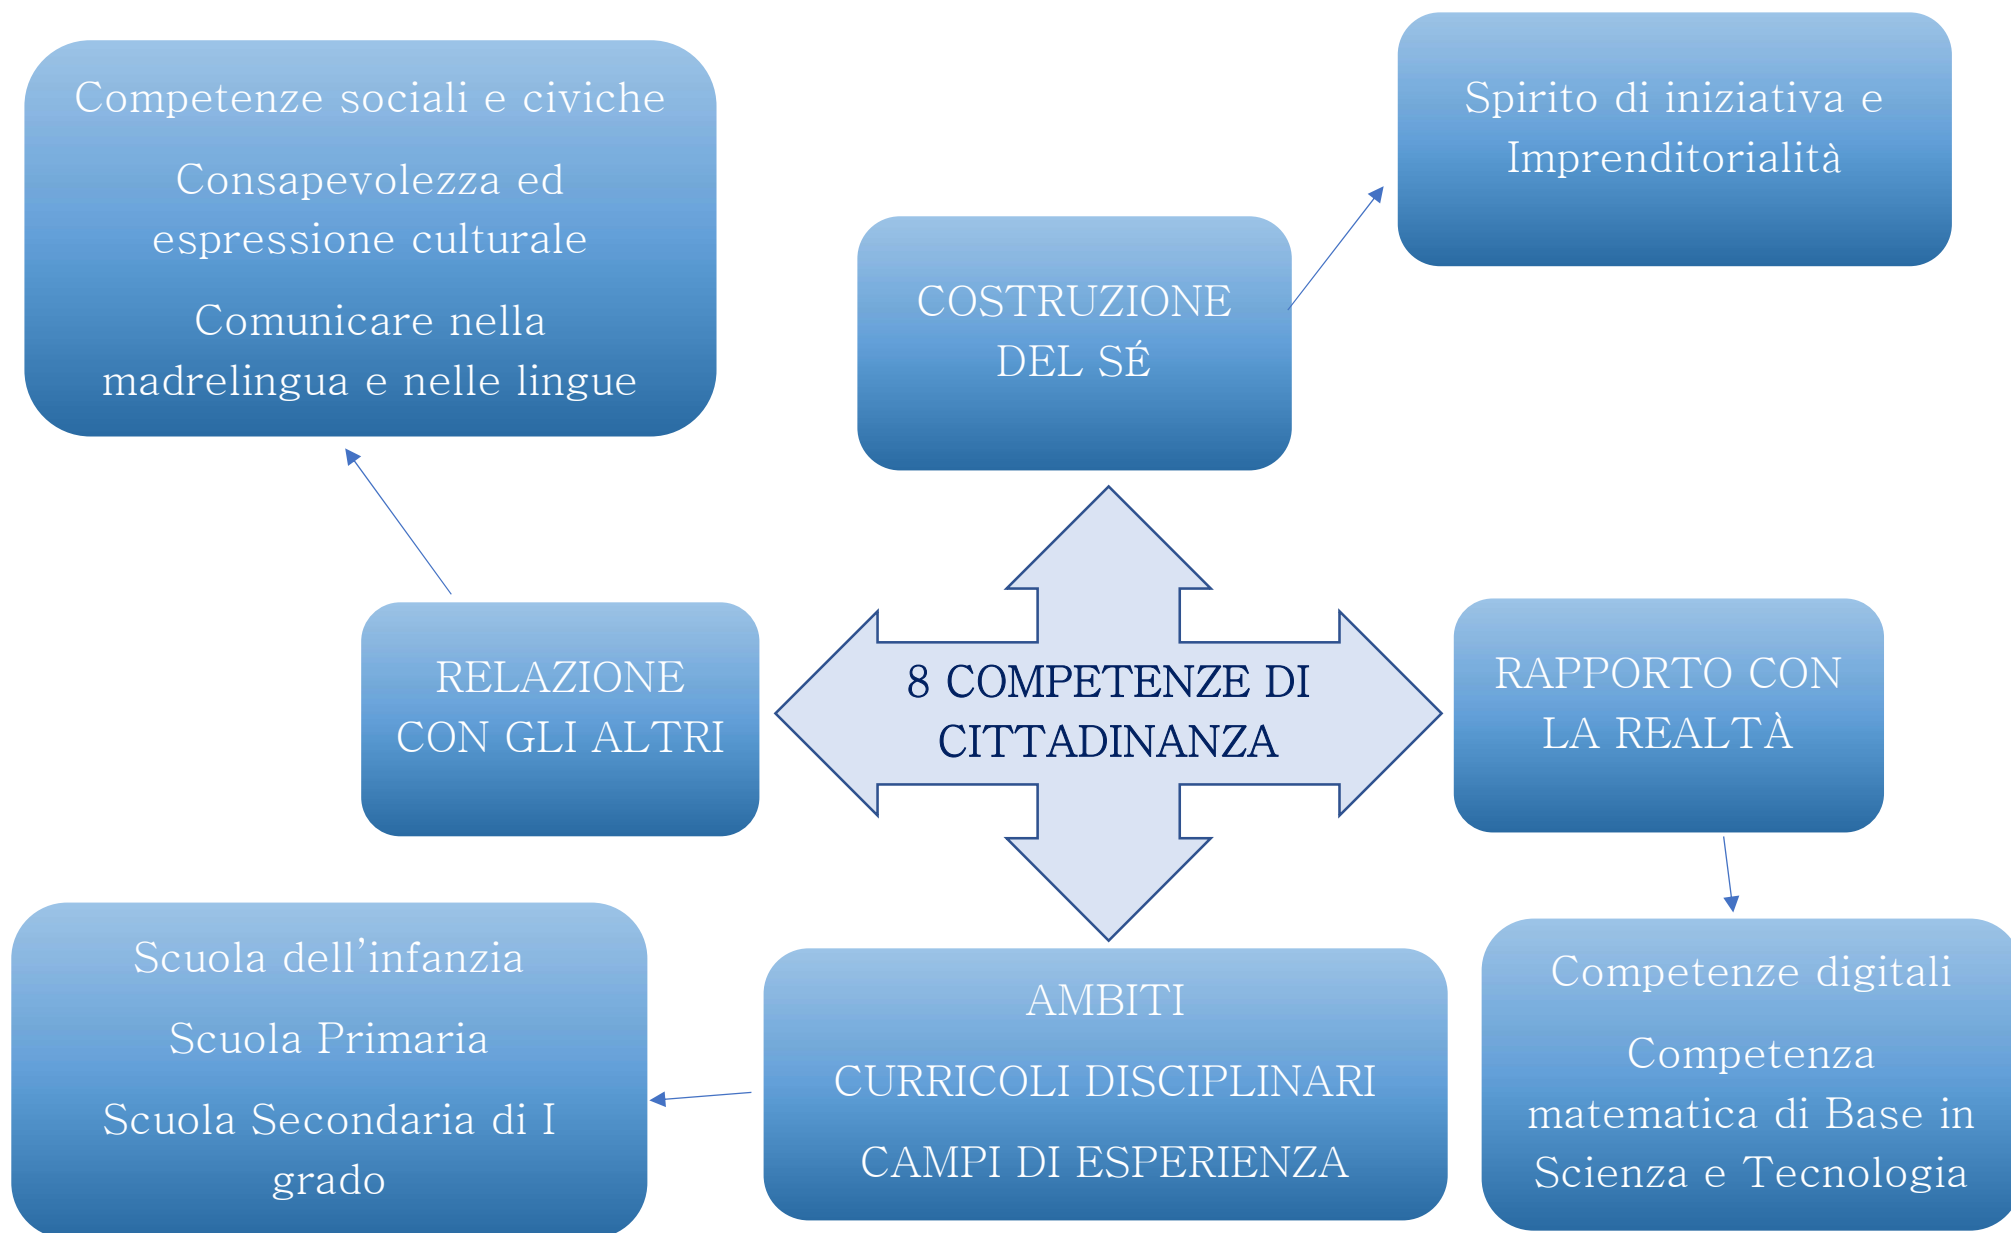 Competenze sociali e civiche
Consapevolezza ed
espressione culturale
Comunicare nella
madrelingua e nelle lingue
Spirito di iniziativa e
Imprenditorialità
COSTRUZIONE
DEL SÉ
RELAZIONE
CON GLI ALTRI
8 COMPETENZE DI
CITTADINANZA
RAPPORTO CON
LA REALTÀ
Scuola dell’infanzia
Scuola Primaria
Scuola Secondaria di I
grado
AMBITI
CURRICOLI DISCIPLINARI
CAMPI DI ESPERIENZA
Competenze digitali
Competenza
matematica di Base in
Scienza e Tecnologia